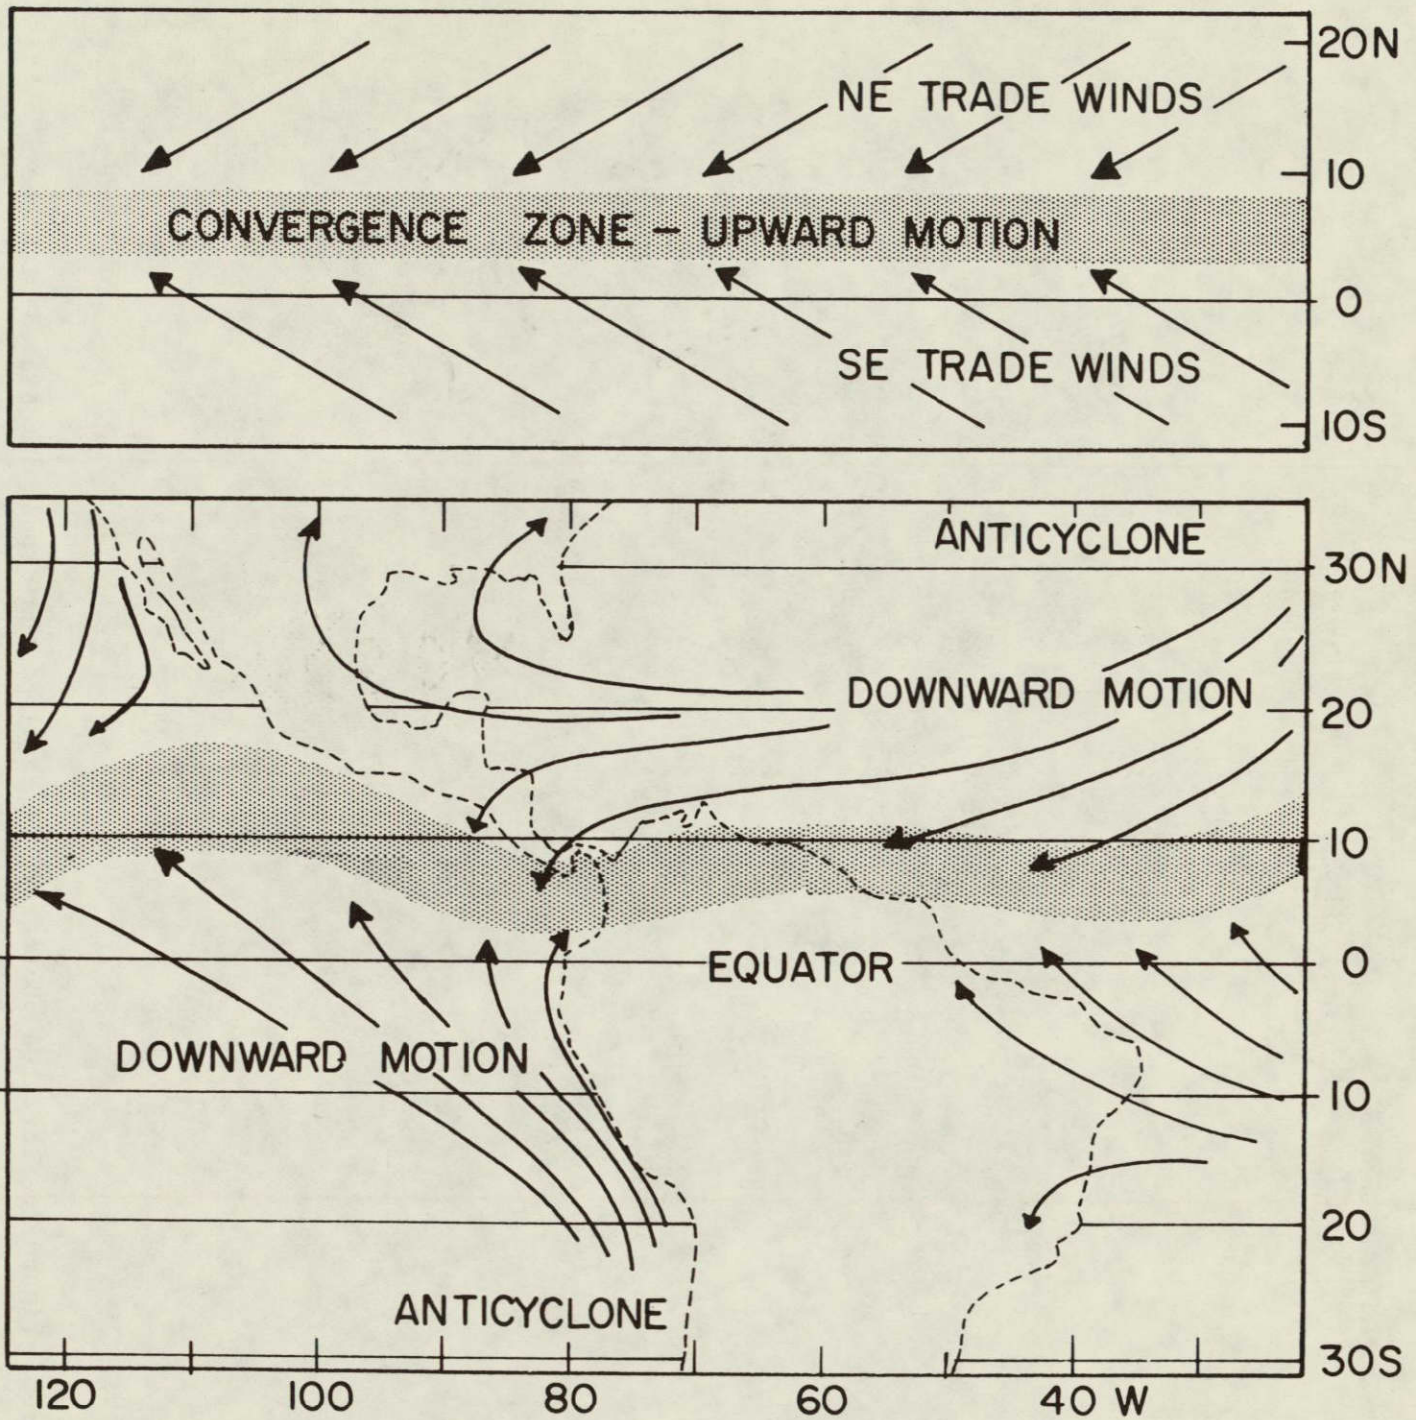 20N
NE TRADE WINDS
10
CONVERGENCE ZONE – UPWARD MOTION
0
SE TRADE WINDS
10S
ANTICYCLONE
30N
DOWNWARD MOTION
20
10
EQUATOR
0
DOWNWARD MOTION
10
20
ANTICYCLONE
30S
120 100 80 60 40 W